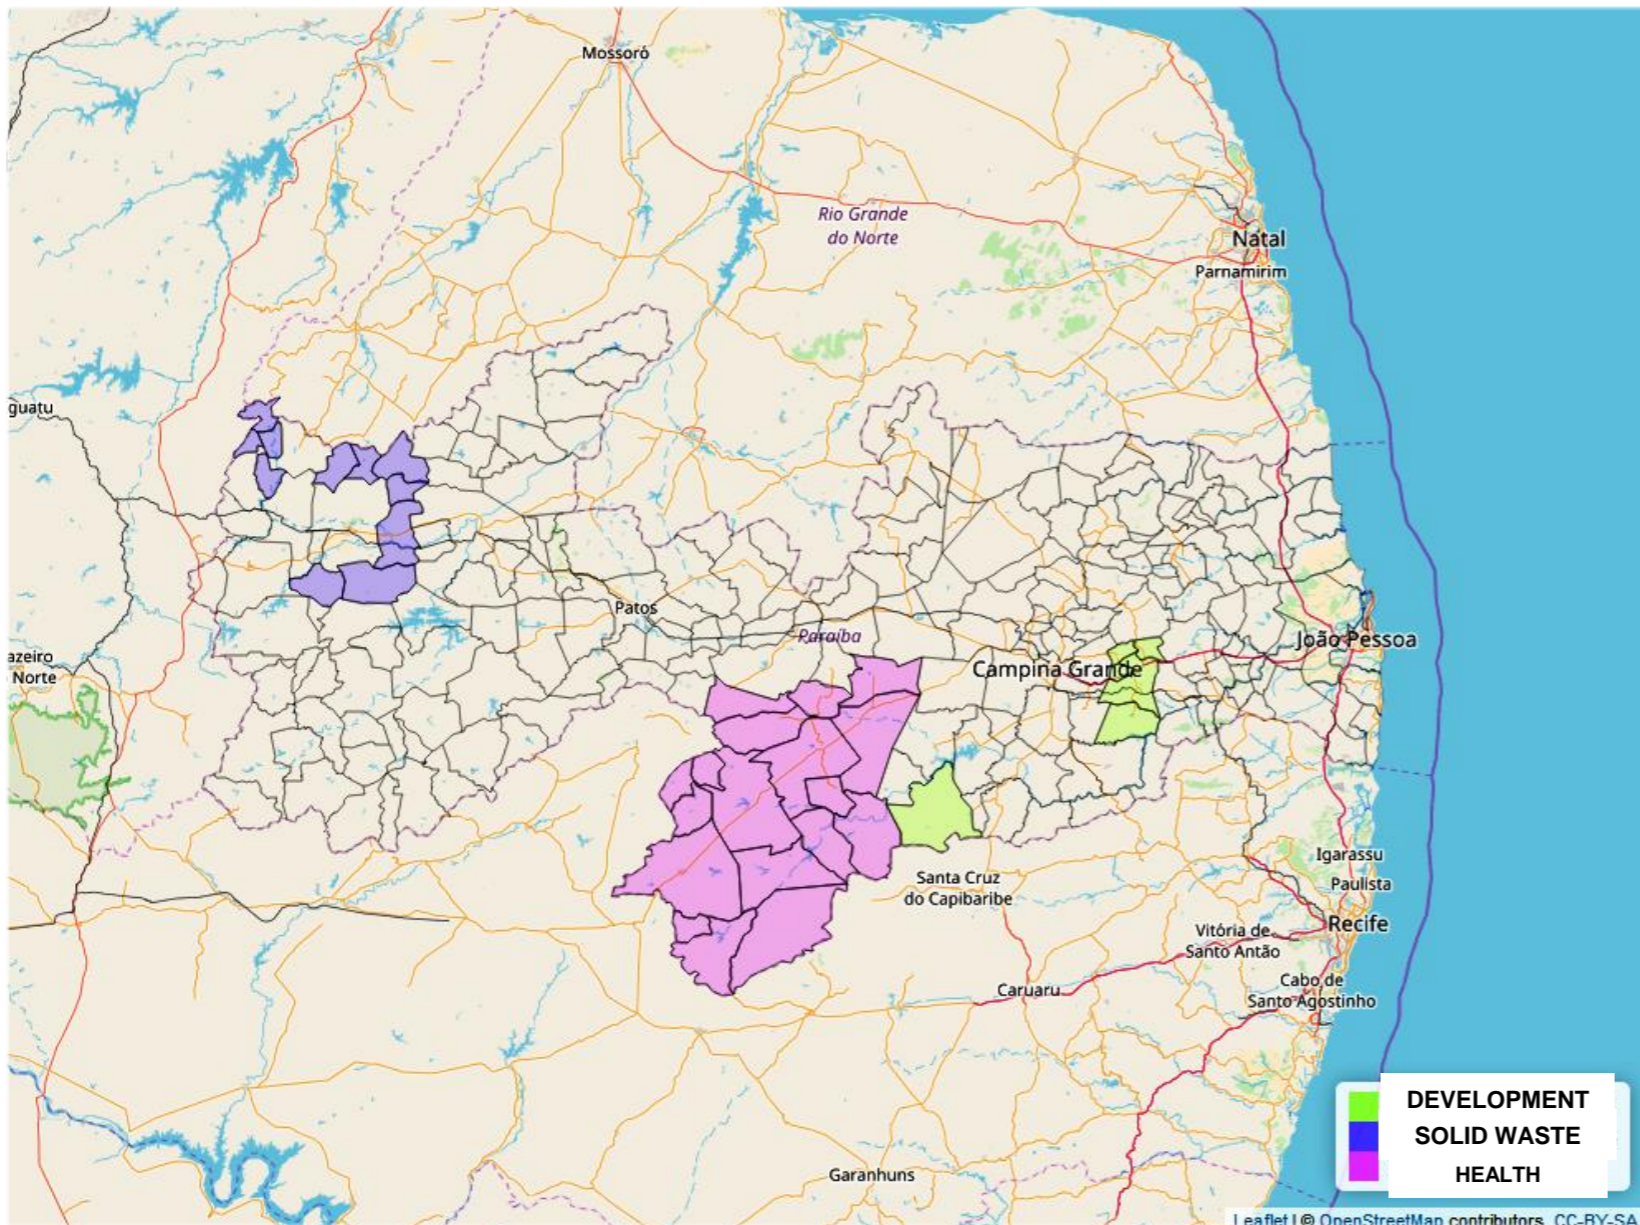 Mossoró
Rio Grande
do Norte
Natal
Parnamirim
guatu
Patos
Paraíba
João Pessoa
Campina Grande
azeiro
Norte
Igarassu
Santa Cruz
do Capibaribe
Paulista
Recife
Vitória de
Santo Antão
Cabo de
Santo Agostinho
Caruaru
Garanhuns
DEVELOPMENT
SOLID WASTE
HEALTH
Leaflet | © OpenStreetMap contributors, CC-BY-SA